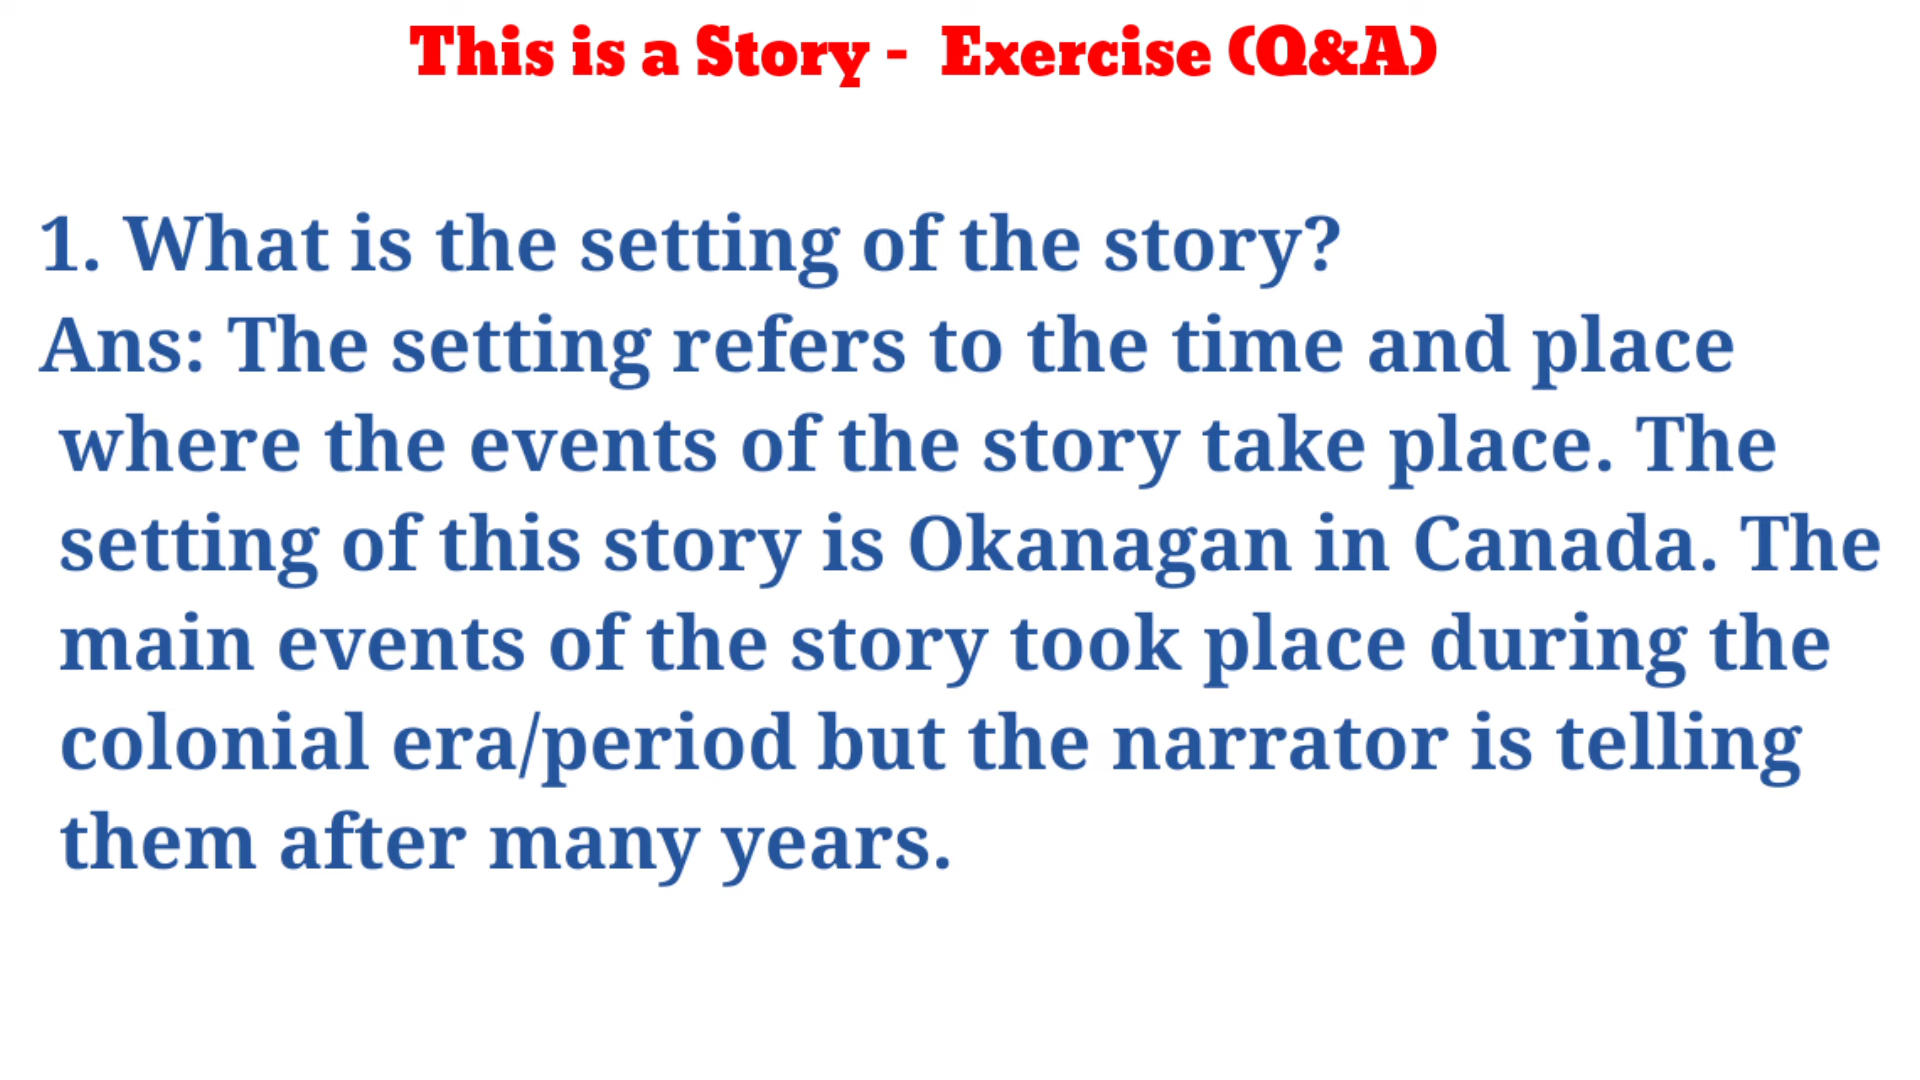 This is a Story - Exercise (Q&A)
1. What is the setting of the story?
Ans: The setting refers to the time and place
where the events of the story take place. The
setting of this story is Okanagan in Canada. The
main events of the story took place during the
colonial era/period but the narrator is telling
them after many years.